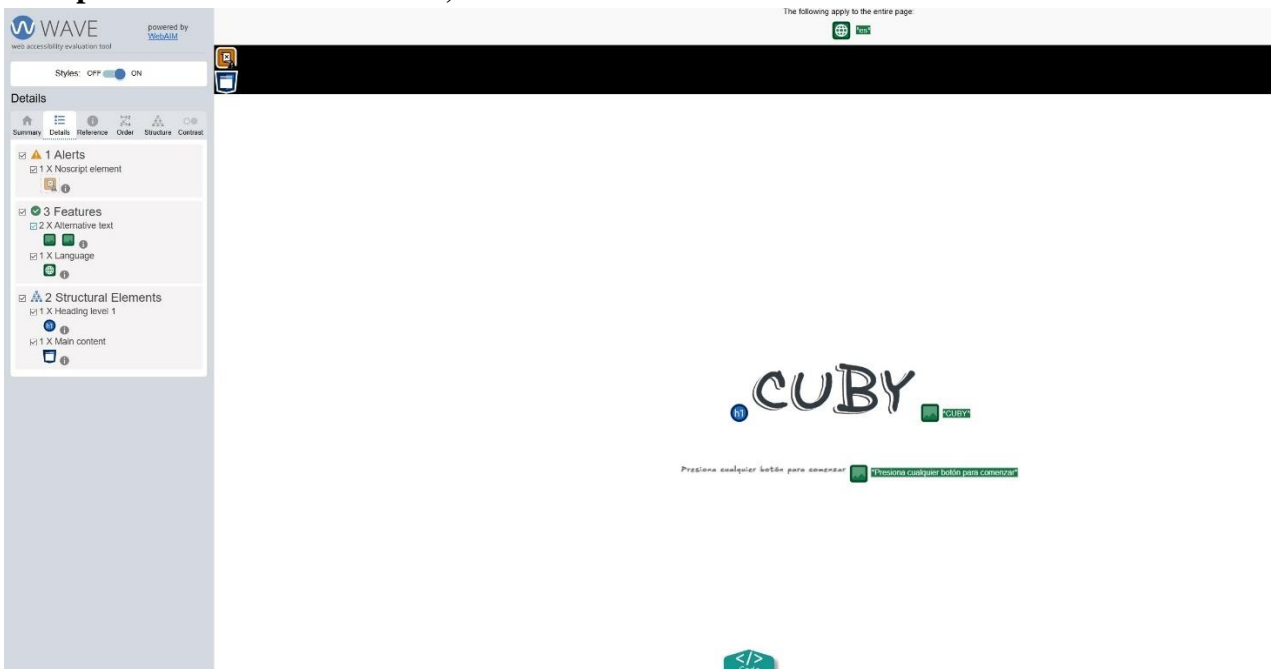 WAVE
powered by
WebAIM
web accessibility evaluation tool
Styles: OFF ON
Details
Summary Details Reference Order Structure Contrast
1 Alerts
1 X Noscript element
3 Features
2 X Alternative text
1 X Language
2 Structural Elements
1 X Heading level 1
h1
1 X Main content
The following apply to the entire page:
*es*
h1 CUBY *CUBY*
Presiona cualquier botón para comenzar *Presiona cualquier botón para comenzar*
</>